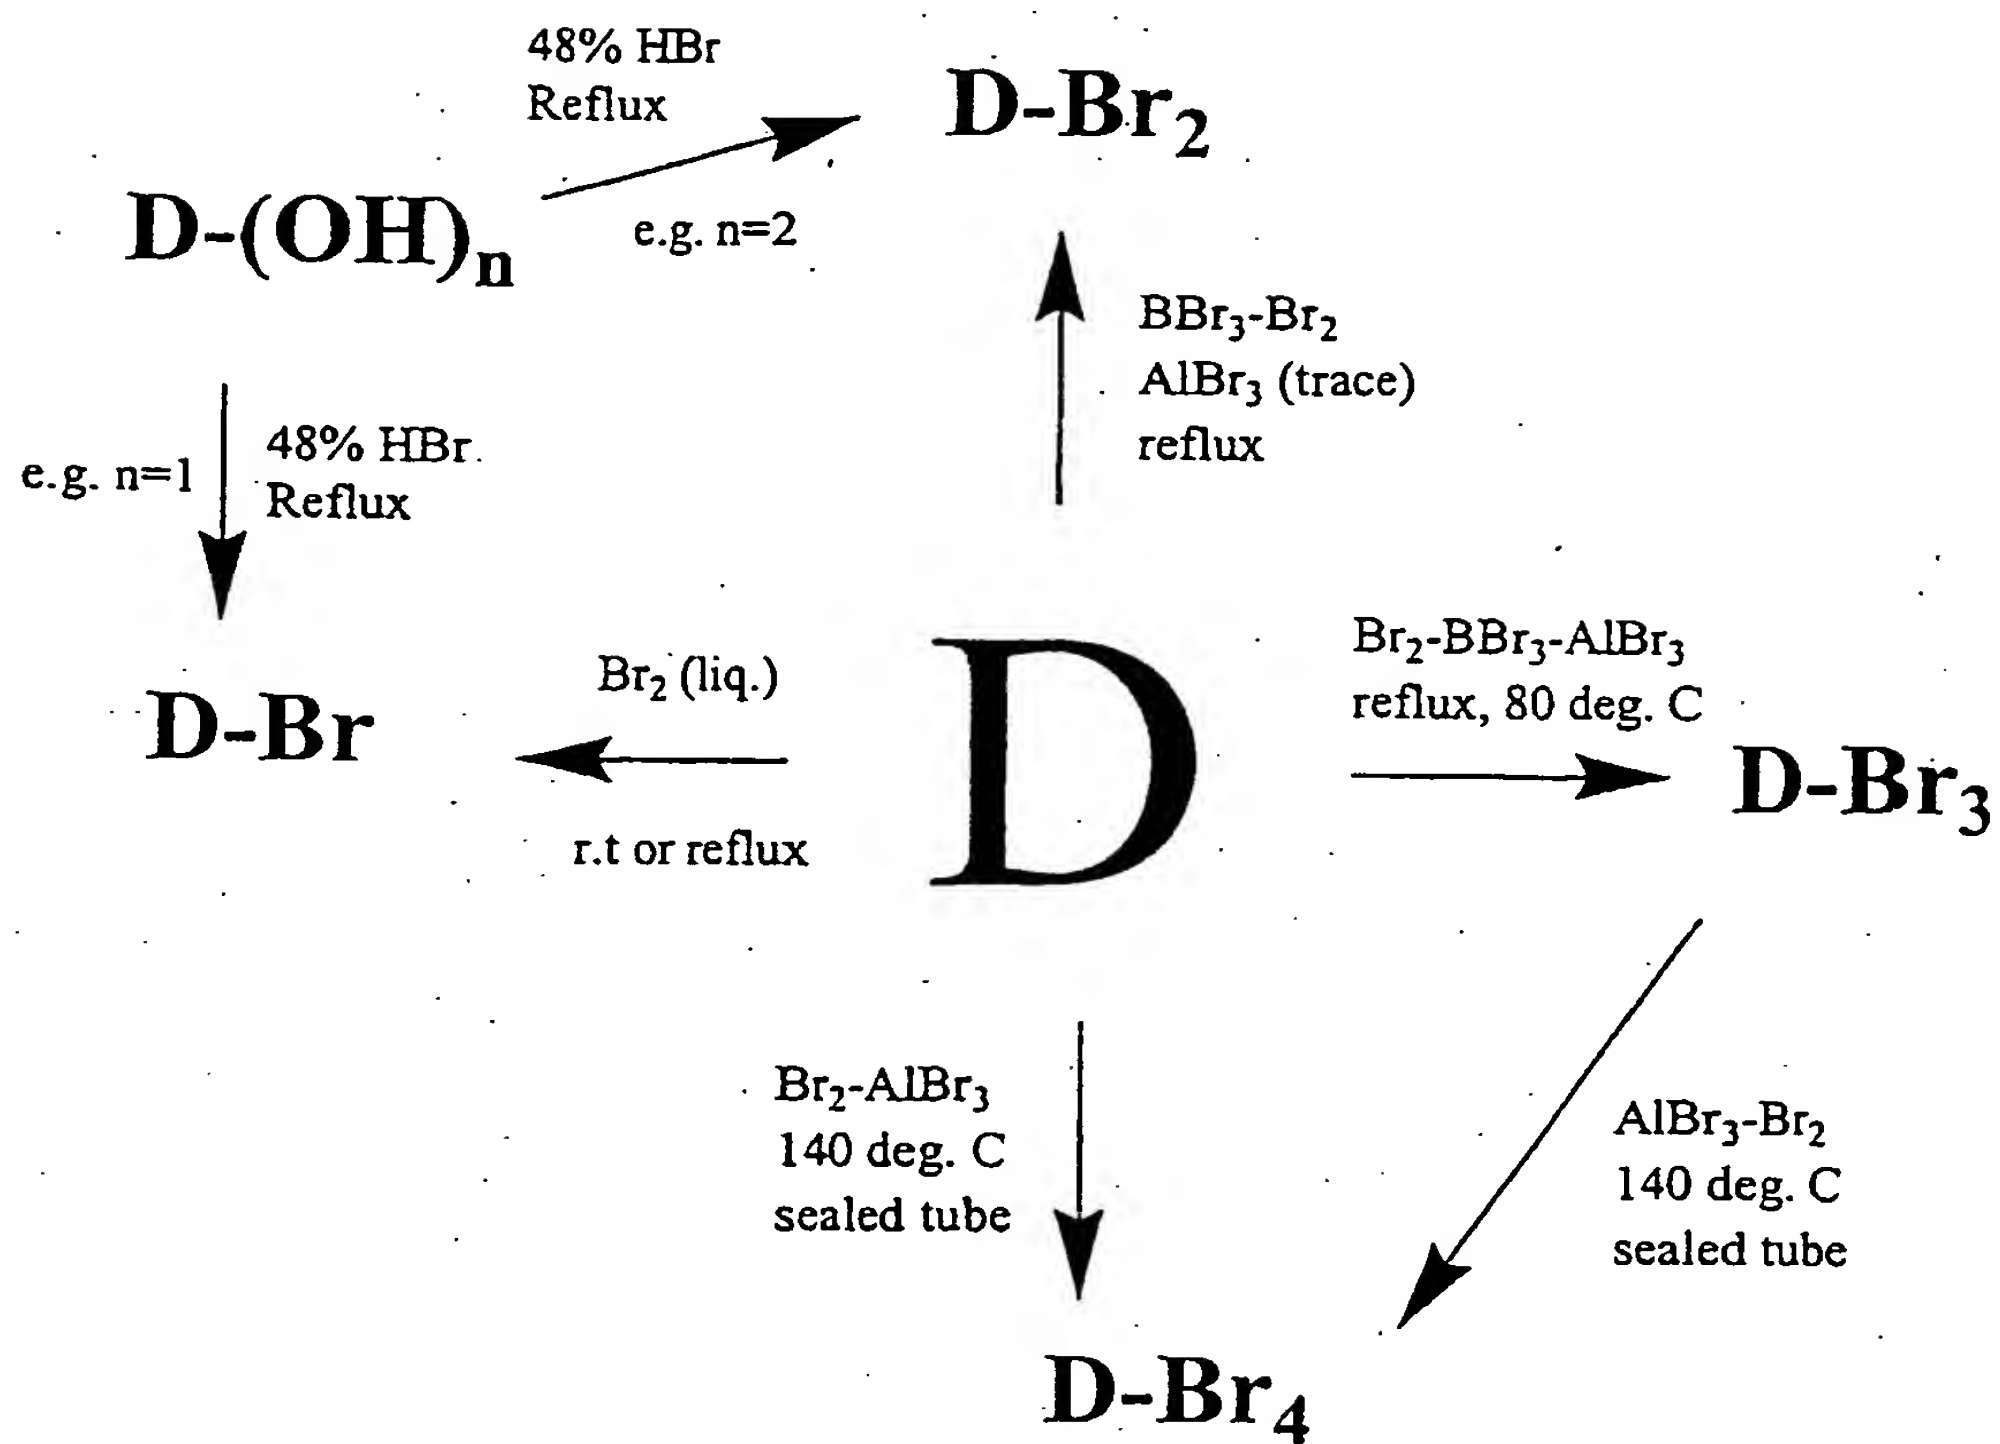 48% HBr
Reflux
D-Br₂
D-(OH)ₙ
e.g. n=2
BBr₃-Br₂
AlBr₃ (trace)
reflux
e.g. n=1
48% HBr
Reflux
Br₂ (liq.)
D-Br
r.t or reflux
D
Br₂-BBr₃-AlBr₃
reflux, 80 deg. C
D-Br₃
Br₂-AlBr₃
140 deg. C
sealed tube
AlBr₃-Br₂
140 deg. C
sealed tube
D-Br₄